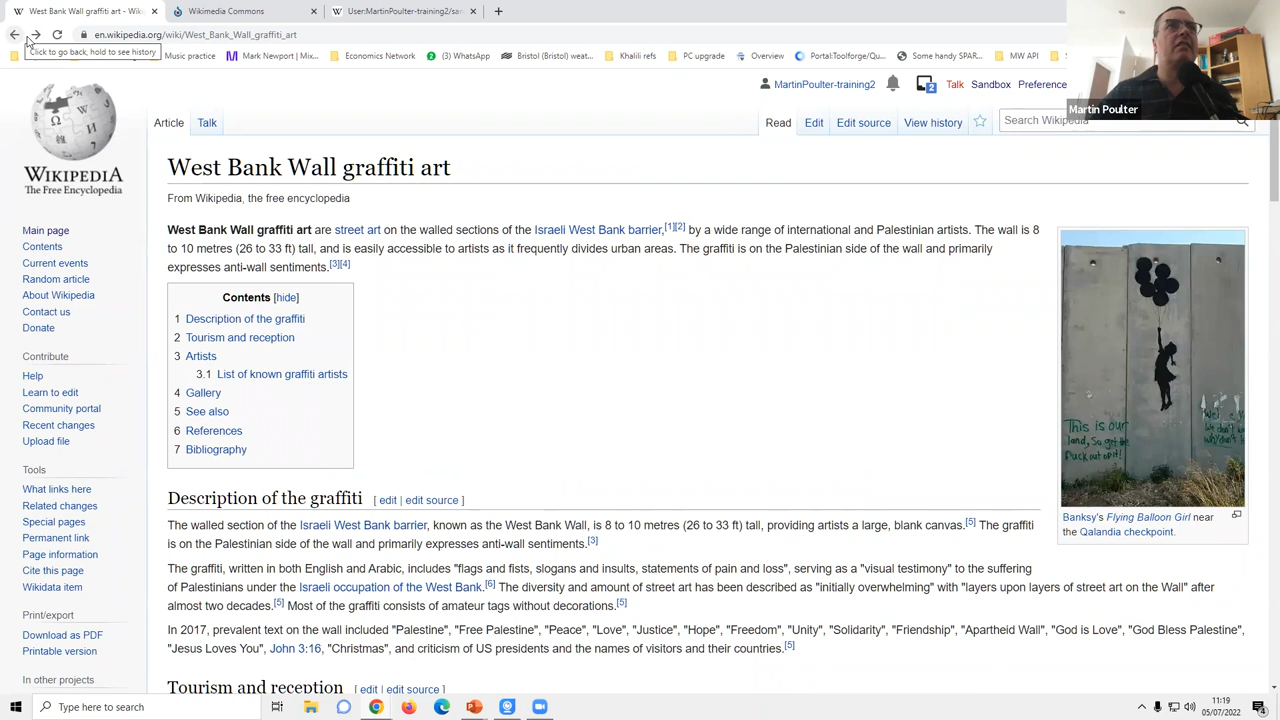 West Bank Wall graffiti art - Wiki
Wikimedia Commons
User:MartinPoulter-training2/san
en.wikipedia.org/wiki/West_Bank_Wall_graffiti_art
Click to go back, hold to see history
Music practice
Mark Newport | Mix...
Economics Network
(3) WhatsApp
Bristol (Bristol) weat...
Khalili refs
PC upgrade
Overview
Portal:Toolforge/Qu...
Some handy SPAR...
MW API
MartinPoulter-training2
2
Talk
Sandbox
Preference
Martin Poulter
Article
Talk
Read
Edit
Edit source
View history
Search Wikipedia
WIKIPEDIA
The Free Encyclopedia
Main page
Contents
Current events
Random article
About Wikipedia
Contact us
Donate
Contribute
Help
Learn to edit
Community portal
Recent changes
Upload file
Tools
What links here
Related changes
Special pages
Permanent link
Page information
Cite this page
Wikidata item
Print/export
Download as PDF
Printable version
In other projects
West Bank Wall graffiti art
From Wikipedia, the free encyclopedia
West Bank Wall graffiti art are street art on the walled sections of the Israeli West Bank barrier,[1][2] by a wide range of international and Palestinian artists. The wall is 8
to 10 metres (26 to 33 ft) tall, and is easily accessible to artists as it frequently divides urban areas. The graffiti is on the Palestinian side of the wall and primarily
expresses anti-wall sentiments.[3][4]
Contents [hide]
1 Description of the graffiti
2 Tourism and reception
3 Artists
3.1 List of known graffiti artists
4 Gallery
5 See also
6 References
7 Bibliography
This is our
land, So get the
Fuck out of it!
Banksy's Flying Balloon Girl near
the Qalandia checkpoint.
Description of the graffiti [ edit | edit source ]
The walled section of the Israeli West Bank barrier, known as the West Bank Wall, is 8 to 10 metres (26 to 33 ft) tall, providing artists a large, blank canvas.[5] The graffiti
is on the Palestinian side of the wall and primarily expresses anti-wall sentiments.[3]
The graffiti, written in both English and Arabic, includes "flags and fists, slogans and insults, statements of pain and loss", serving as a "visual testimony" to the suffering
of Palestinians under the Israeli occupation of the West Bank.[6] The diversity and amount of street art has been described as "initially overwhelming" with "layers upon layers of street art on the Wall" after
almost two decades.[5] Most of the graffiti consists of amateur tags without decorations.[5]
In 2017, prevalent text on the wall included "Palestine", "Free Palestine", "Peace", "Love", "Justice", "Hope", "Freedom", "Unity", "Solidarity", "Friendship", "Apartheid Wall", "God is Love", "God Bless Palestine",
"Jesus Loves You", John 3:16, "Christmas", and criticism of US presidents and the names of visitors and their countries.[5]
Tourism and reception [ edit | edit source ]
Type here to search
11:19
05/07/2022
4